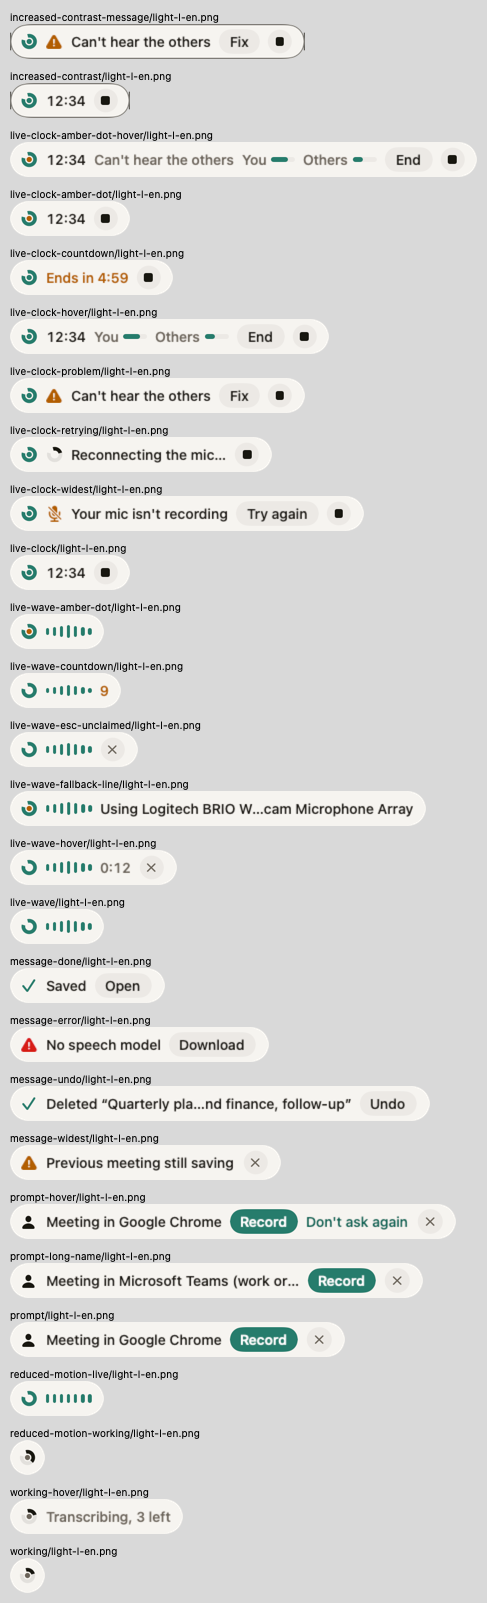 increased-contrast-message/light-l-en.png
Can't hear the others Fix
increased-contrast/light-l-en.png
12:34
live-clock-amber-dot-hover/light-l-en.png
12:34 Can't hear the others You Others End
live-clock-amber-dot/light-l-en.png
12:34
live-clock-countdown/light-l-en.png
Ends in 4:59
live-clock-hover/light-l-en.png
12:34 You Others End
live-clock-problem/light-l-en.png
Can't hear the others Fix
live-clock-retrying/light-l-en.png
Reconnecting the mic...
live-clock-widest/light-l-en.png
Your mic isn't recording Try again
live-clock/light-l-en.png
12:34
live-wave-amber-dot/light-l-en.png
live-wave-countdown/light-l-en.png
9
live-wave-esc-unclaimed/light-l-en.png
live-wave-fallback-line/light-l-en.png
Using Logitech BRIO W...cam Microphone Array
live-wave-hover/light-l-en.png
0:12
live-wave/light-l-en.png
message-done/light-l-en.png
Saved Open
message-error/light-l-en.png
No speech model Download
message-undo/light-l-en.png
Deleted “Quarterly pla...nd finance, follow-up” Undo
message-widest/light-l-en.png
Previous meeting still saving
prompt-hover/light-l-en.png
Meeting in Google Chrome Record Don't ask again
prompt-long-name/light-l-en.png
Meeting in Microsoft Teams (work or... Record
prompt/light-l-en.png
Meeting in Google Chrome Record
reduced-motion-live/light-l-en.png
reduced-motion-working/light-l-en.png
working-hover/light-l-en.png
Transcribing, 3 left
working/light-l-en.png